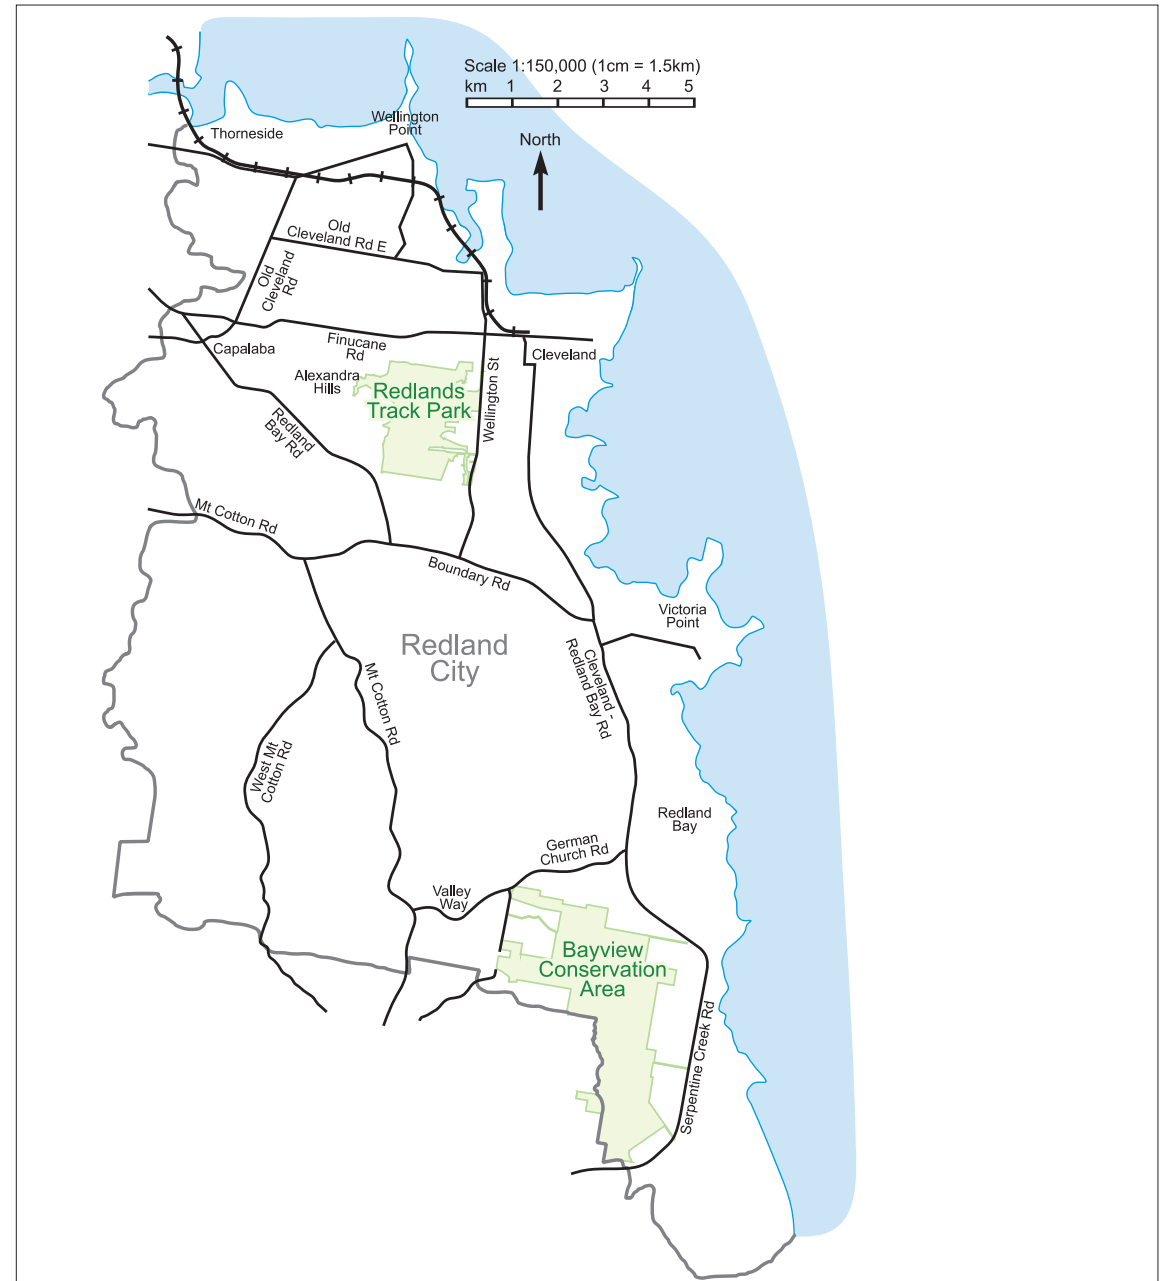 Scale 1:150,000 (1cm = 1.5km)
km 1 2 3 4 5
North
Wellington
Point
Thorneside
Old
Cleveland Rd E
Old
Cleveland
Rd
Finucane
Rd
Capalaba
Cleveland
Alexandra
Hills
Redlands
Track Park
Wellington St
Redland
Bay Rd
Mt Cotton Rd
Boundary Rd
Victoria
Point
Redland
City
Cleveland -
Redland Bay Rd
Mt Cotton Rd
West Mt
Cotton Rd
Redland
Bay
German
Church Rd
Valley
Way
Bayview
Conservation
Area
Serpentine Creek Rd